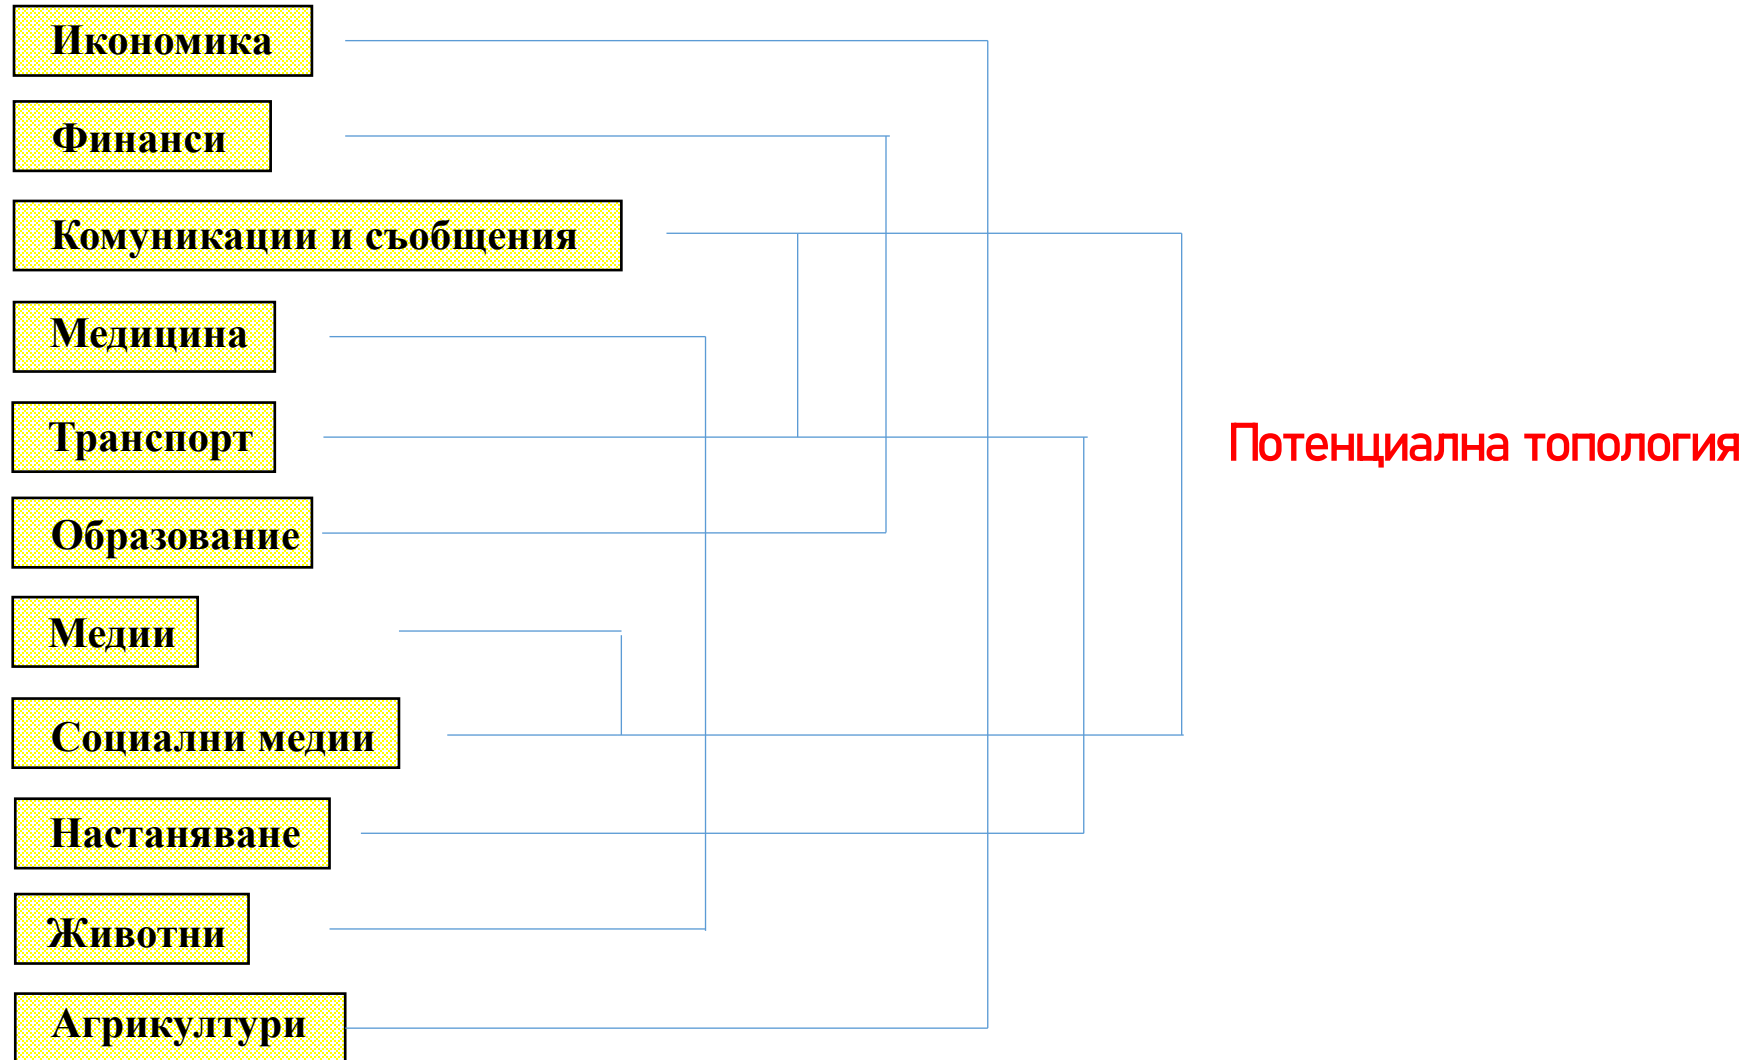 Икономика
Финанси
Комуникации и съобщения
Медицина
Транспорт
Потенциална топология
Образование
Медии
Социални медии
Настаняване
Животни
Агрикултури